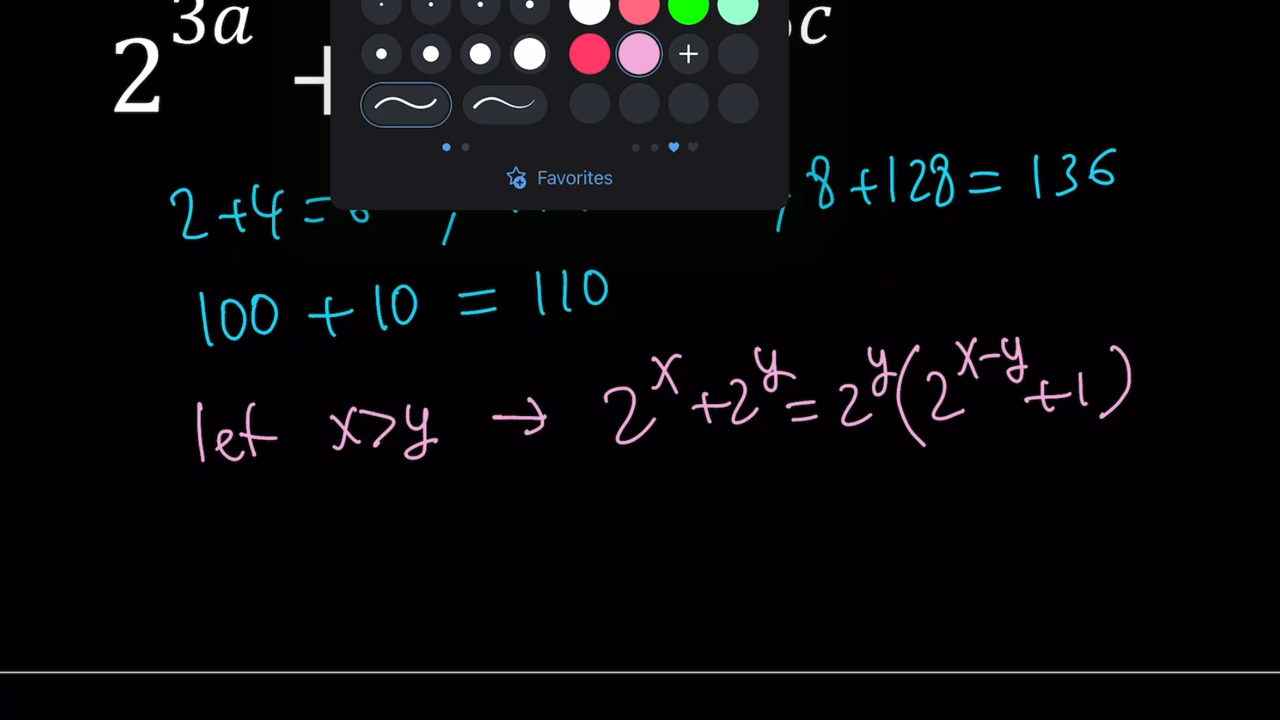 2^{3a} + c
Favorites
2+4= , , 8+128=136
100+10=110
let x>y → 2^x+2^y=2^y(2^{x-y}+1)